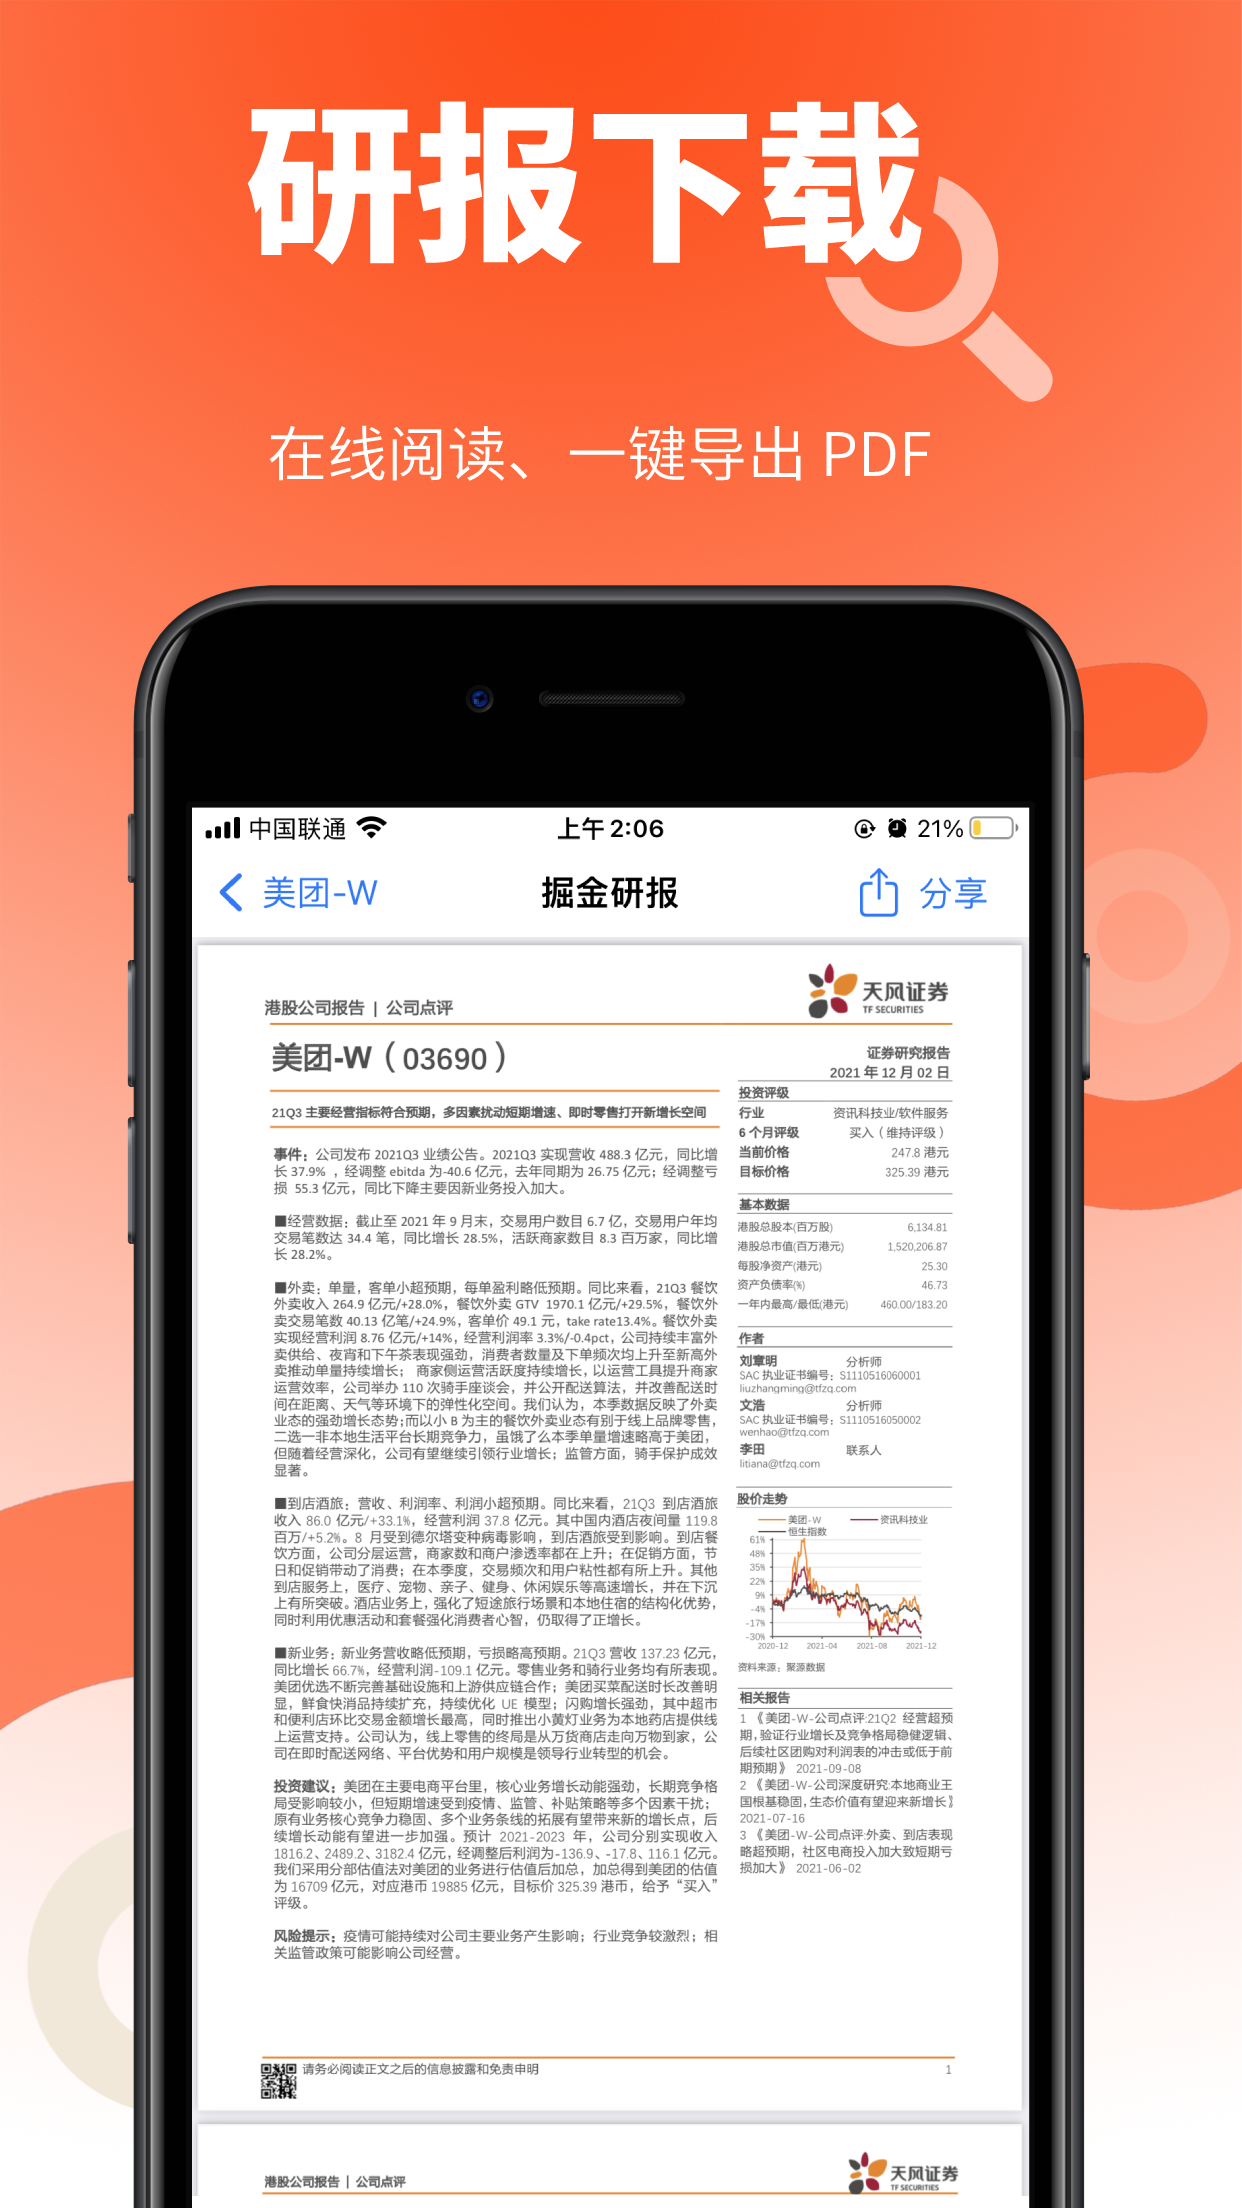 研报下载
在线阅读、一键导出 PDF
中国联通
上午 2:06
21%
美团-W
掘金研报
分享
港股公司报告 | 公司点评
天风证券
TF SECURITIES
美团-W（03690）
21Q3 主要经营指标符合预期，多因素扰动短期增速、即时零售打开新增长空间
事件：公司发布 2021Q3 业绩公告。2021Q3 实现营收 488.3 亿元，同比增
长 37.9% ，经调整 ebitda 为-40.6 亿元，去年同期为 26.75 亿元；经调整亏
损 55.3 亿元，同比下降主要因新业务投入加大。
■经营数据：截止至 2021 年 9 月末，交易用户数目 6.7 亿，交易用户年均
交易笔数达 34.4 笔，同比增长 28.5%，活跃商家数目 8.3 百万家，同比增
长 28.2%。
■外卖：单量，客单小超预期，每单盈利略低预期。同比来看，21Q3 餐饮
外卖收入 264.9 亿元/+28.0%，餐饮外卖 GTV 1970.1 亿元/+29.5%，餐饮外
卖交易笔数 40.13 亿笔/+24.9%，客单价 49.1 元，take rate13.4%。餐饮外卖
实现经营利润 8.76 亿元/+14%，经营利润率 3.3%/-0.4pct，公司持续丰富外
卖供给、夜宵和下午茶表现强劲，消费者数量及下单频次均上升至新高外
卖推动单量持续增长； 商家侧运营活跃度持续增长，以运营工具提升商家
运营效率，公司举办 110 次骑手座谈会，并公开配送算法，并改善配送时
间在距离、天气等环境下的弹性化空间。我们认为，本季数据反映了外卖
业态的强劲增长态势;而以小 B 为主的餐饮外卖业态有别于线上品牌零售，
二选一非本地生活平台长期竞争力，虽饿了么本季单量增速略高于美团，
但随着经营深化，公司有望继续引领行业增长；监管方面，骑手保护成效
显著。
■到店酒旅：营收、利润率、利润小超预期。同比来看，21Q3 到店酒旅
收入 86.0 亿元/+33.1%，经营利润 37.8 亿元。其中国内酒店夜间量 119.8
百万/+5.2%。8 月受到德尔塔变种病毒影响，到店酒旅受到影响。到店餐
饮方面，公司分层运营，商家数和商户渗透率都在上升；在促销方面，节
日和促销带动了消费；在本季度，交易频次和用户粘性都有所上升。其他
到店服务上，医疗、宠物、亲子、健身、休闲娱乐等高速增长，并在下沉
上有所突破。酒店业务上，强化了短途旅行场景和本地住宿的结构化优势，
同时利用优惠活动和套餐强化消费者心智，仍取得了正增长。
■新业务：新业务营收略低预期，亏损略高预期。21Q3 营收 137.23 亿元，
同比增长 66.7%，经营利润-109.1 亿元。零售业务和骑行业务均有所表现。
美团优选不断完善基础设施和上游供应链合作；美团买菜配送时长改善明
显，鲜食快消品持续扩充，持续优化 UE 模型；闪购增长强劲，其中超市
和便利店环比交易金额增长最高，同时推出小黄灯业务为本地药店提供线
上运营支持。公司认为，线上零售的终局是从万货商店走向万物到家，公
司在即时配送网络、平台优势和用户规模是领导行业转型的机会。
投资建议：美团在主要电商平台里，核心业务增长动能强劲，长期竞争格
局受影响较小，但短期增速受到疫情、监管、补贴策略等多个因素干扰；
原有业务核心竞争力稳固、多个业务条线的拓展有望带来新的增长点，后
续增长动能有望进一步加强。预计 2021-2023 年，公司分别实现收入
1816.2、2489.2、3182.4 亿元，经调整后利润为-136.9、-17.8、116.1 亿元。
我们采用分部估值法对美团的业务进行估值后加总，加总得到美团的估值
为 16709 亿元，对应港币 19885 亿元，目标价 325.39 港币，给予“买入”
评级。
风险提示：疫情可能持续对公司主要业务产生影响；行业竞争较激烈；相
关监管政策可能影响公司经营。
证券研究报告
2021 年 12 月 02 日
投资评级
行业 资讯科技业/软件服务
6 个月评级 买入（维持评级）
当前价格 247.8 港元
目标价格 325.39 港元
基本数据
港股总股本(百万股) 6,134.81
港股总市值(百万港元) 1,520,206.87
每股净资产(港元) 25.30
资产负债率(%) 46.73
一年内最高/最低(港元) 460.00/183.20
作者
刘章明 分析师
SAC 执业证书编号：S1110516060001
liuzhangming@tfzq.com
文浩 分析师
SAC 执业证书编号：S1110516050002
wenhao@tfzq.com
李田 联系人
litiana@tfzq.com
股价走势
美团-W 资讯科技业
恒生指数
61%
48%
35%
22%
9%
-4%
-17%
-30%
2020-12 2021-04 2021-08 2021-12
资料来源：聚源数据
相关报告
1 《美团-W-公司点评:21Q2 经营超预
期,验证行业增长及竞争格局稳健逻辑、
后续社区团购对利润表的冲击或低于前
期预期》 2021-09-08
2 《美团-W-公司深度研究:本地商业王
国根基稳固,生态价值有望迎来新增长》
2021-07-16
3 《美团-W-公司点评:外卖、到店表现
略超预期，社区电商投入加大致短期亏
损加大》 2021-06-02
请务必阅读正文之后的信息披露和免责申明
1
港股公司报告 | 公司点评
天风证券
TF SECURITIES